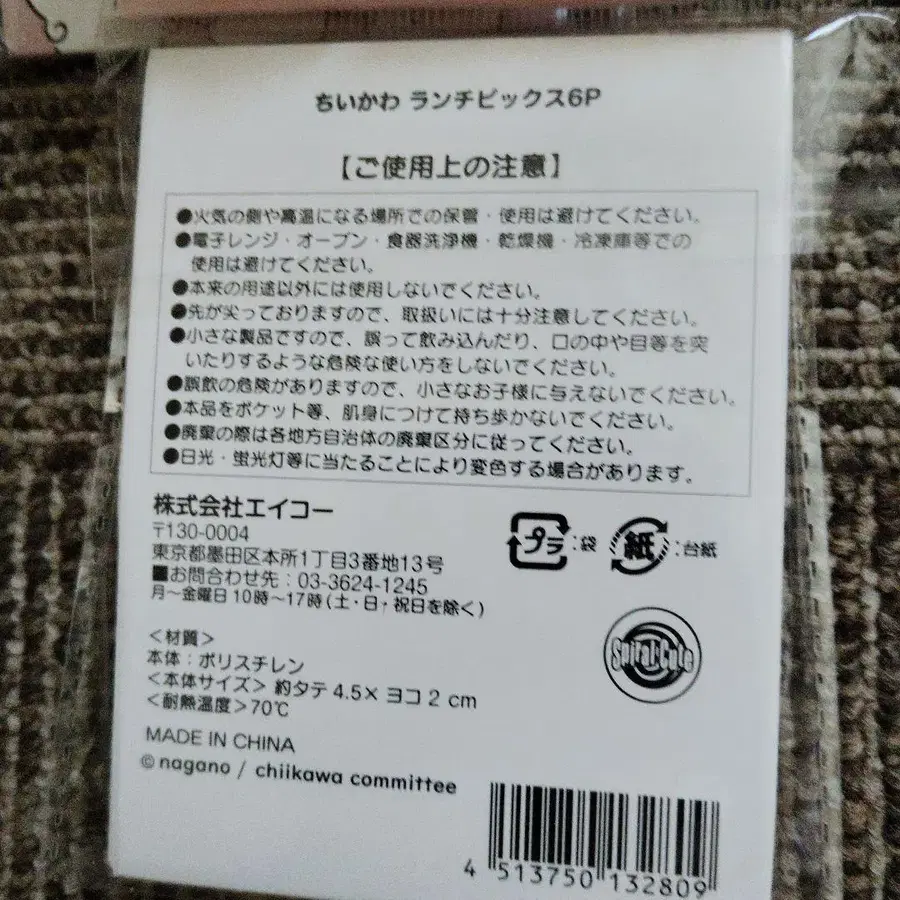 ちいかわ ランチピックス6P
【ご使用上の注意】
●火気の側や高温になる場所での保管・使用は避けてください。
●電子レンジ・オーブン・食器洗浄機・乾燥機・冷凍庫等での
使用は避けてください。
●本来の用途以外には使用しないでください。
●先が尖っておりますので、取扱いには十分注意してください。
●小さな製品ですので、誤って飲み込んだり、口の中や目等を突
いたりするような危険な使い方をしないでください。
●誤飲の危険がありますので、小さなお子様に与えないでください。
●本品をポケット等、肌身につけて持ち歩かないでください。
●廃棄の際は各地方自治体の廃棄区分に従ってください。
●日光・蛍光灯等に当たることにより変色する場合があります。
株式会社エイコー
〒130-0004
東京都墨田区本所1丁目3番地13号
■お問合わせ先：03-3624-1245
月～金曜日10時～17時(土・日・祝日を除く)
プラ：袋 紙：台紙
Spiral Cute
＜材質＞
本体：ポリスチレン
＜本体サイズ＞約タテ 4.5× ヨコ 2 cm
＜耐熱温度＞70℃
MADE IN CHINA
© nagano / chiikawa committee
4 513750 132809